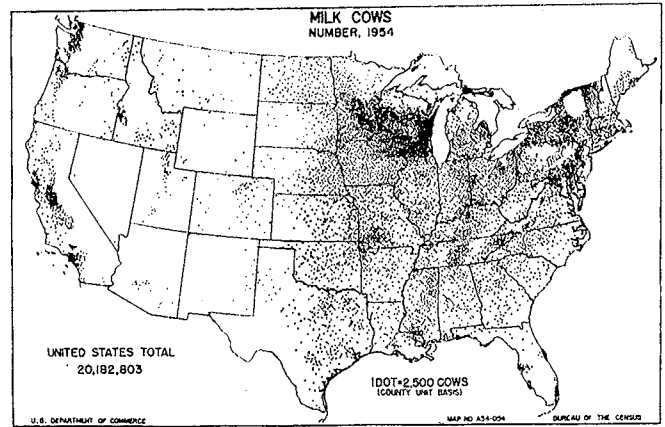 MILK COWS
NUMBER, 1954
UNITED STATES TOTAL
20,182,803
1 DOT=2,500 COWS
(COUNTY UNIT BASIS)
U.S. DEPARTMENT OF COMMERCE
MAP NO A54-054
BUREAU OF THE CENSUS